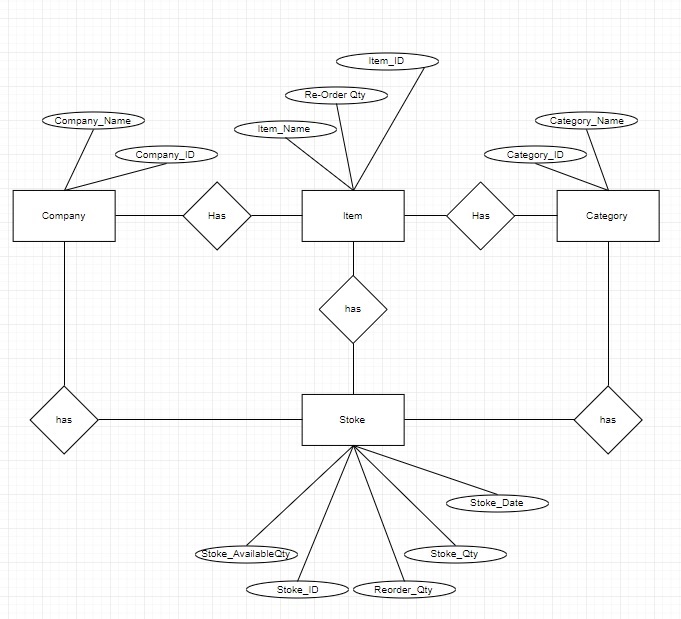 Item_ID
Re-Order Qty
Company_Name
Item_Name
Category_Name
Company_ID
Category_ID
Company
Has
Item
Has
Category
has
has
Stoke
has
Stoke_Date
Stoke_AvailableQty
Stoke_Qty
Stoke_ID
Reorder_Qty